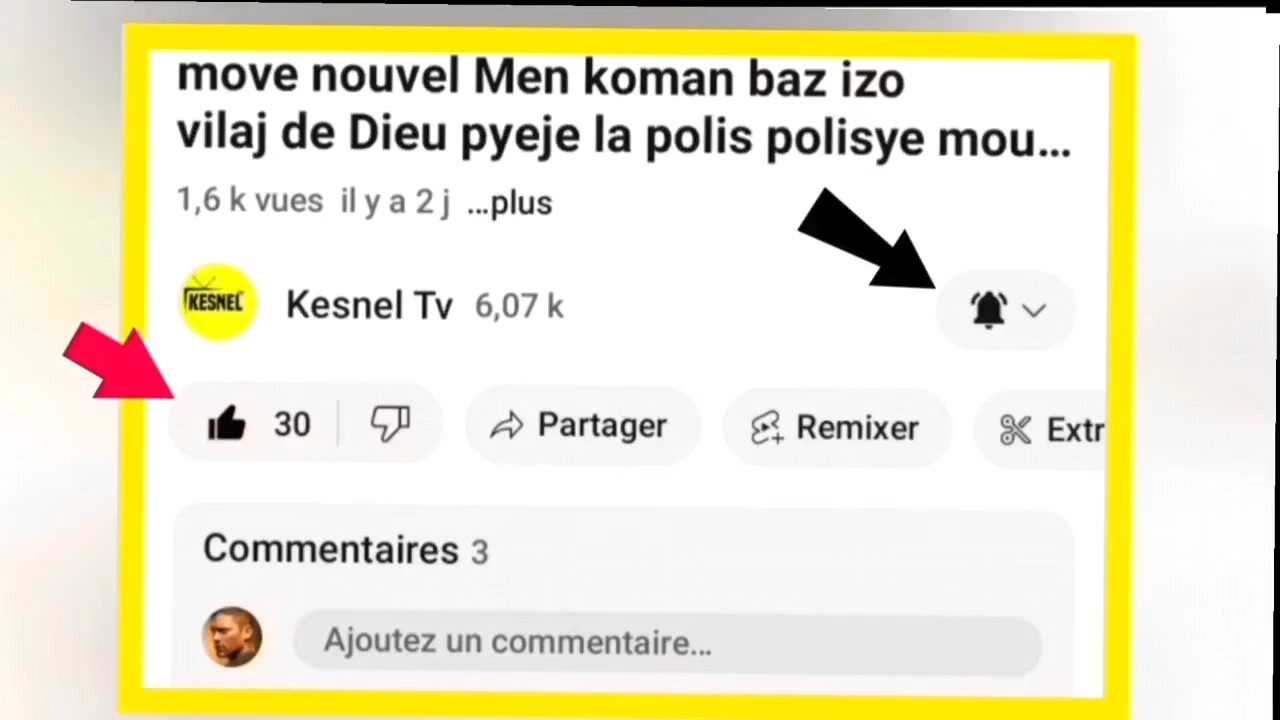 move nouvel Men koman baz izo
vilaj de Dieu pyeje la polis polisye mou...
1,6 k vues il y a 2 j ...plus
KESNEL
Kesnel Tv 6,07 k
30 Partager Remixer Extr
Commentaires 3
Ajoutez un commentaire...